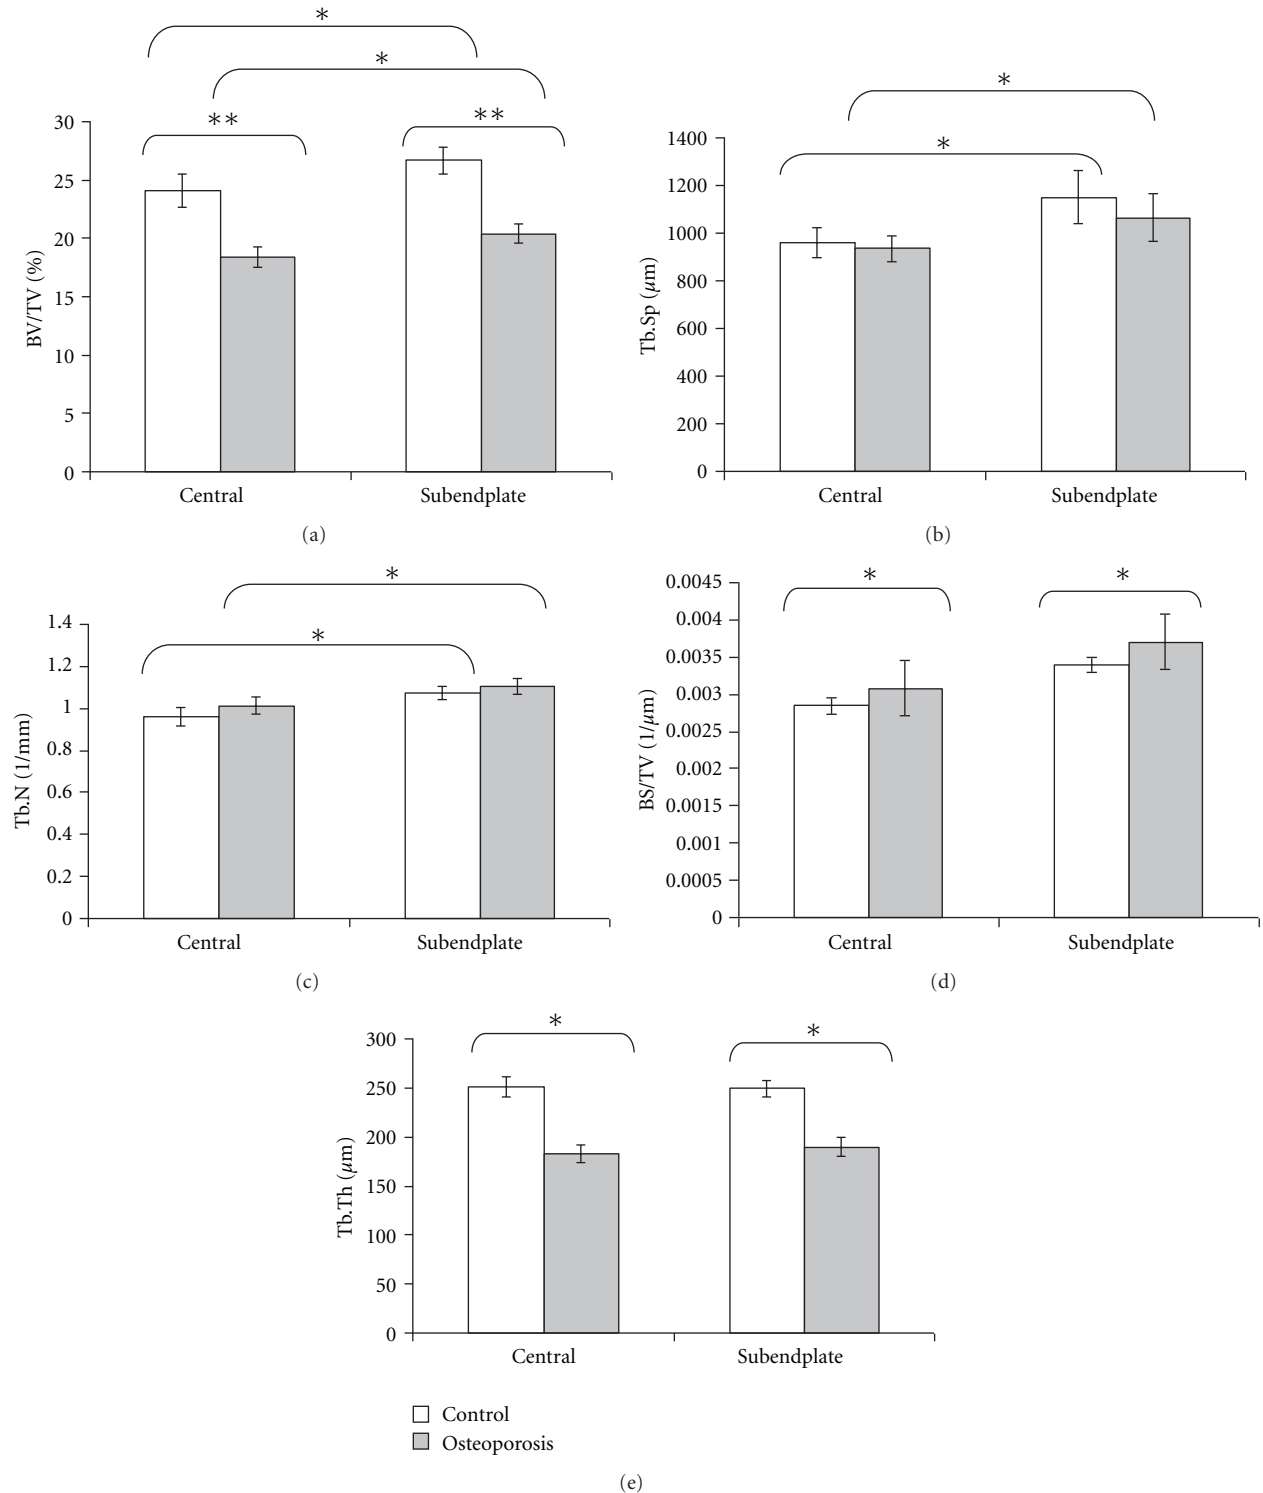 *
*
**
**
30
25
20
15
10
5
0
BV/TV (%)
Central
Subendplate
(a)
*
*
1400
1200
1000
800
600
400
200
0
Tb.Sp (μm)
Central
Subendplate
(b)
*
*
1.4
1.2
1
0.8
0.6
0.4
0.2
0
Tb.N (1/mm)
Central
Subendplate
(c)
*
*
0.0045
0.004
0.0035
0.003
0.0025
0.002
0.0015
0.001
0.0005
0
BS/TV (1/μm)
Central
Subendplate
(d)
*
*
300
250
200
150
100
50
0
Tb.Th (μm)
Central
Subendplate
Control
Osteoporosis
(e)